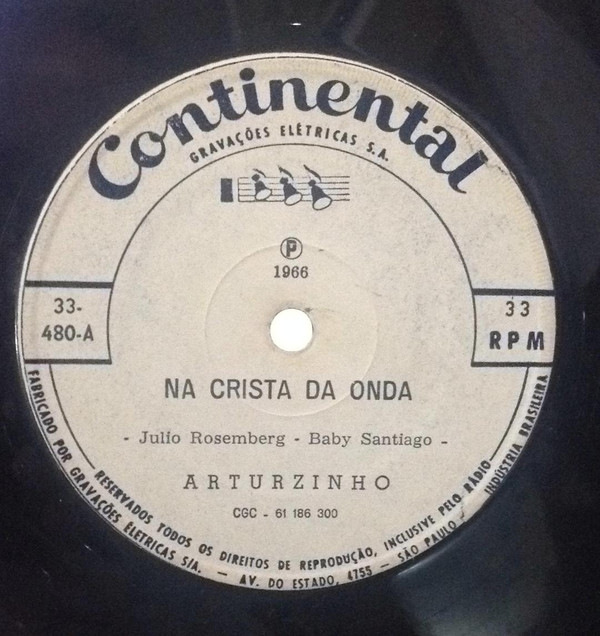 Continental
GRAVAÇÕES ELÉTRICAS S.A.
℗
1966
33-
480-A
33
RPM
NA CRISTA DA ONDA
- Julio Rosemberg - Baby Santiago -
ARTURZINHO
CGC - 61 186 300
RESERVADOS TODOS OS DIREITOS DE REPRODUÇÃO, INCLUSIVE PELO RÁDIO
FABRICADO POR GRAVAÇÕES ELÉTRICAS S/A. — AV. DO ESTADO, 4755 — SÃO PAULO — INDÚSTRIA BRASILEIRA